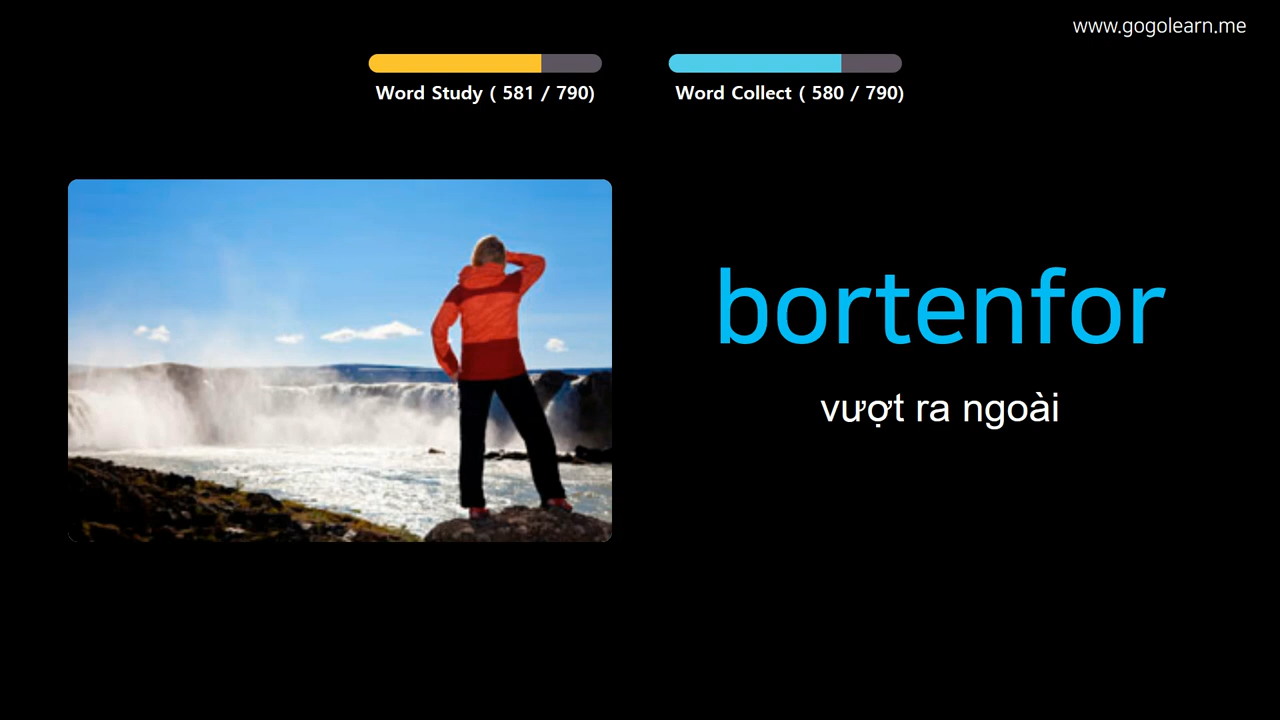 www.gogolearn.me
Word Study ( 581 / 790)
Word Collect ( 580 / 790)
bortenfor
vượt ra ngoài